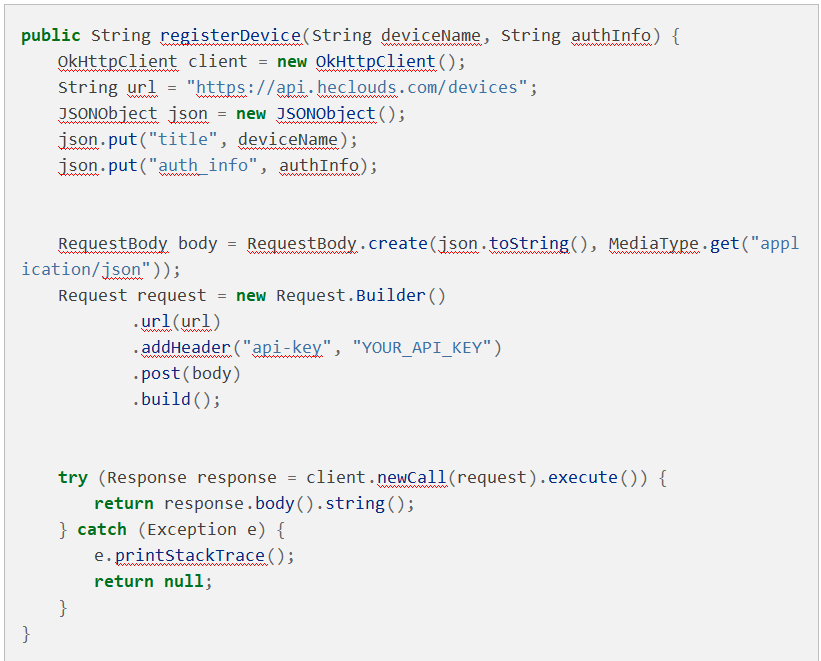 public String registerDevice(String deviceName, String authInfo) {
    OkHttpClient client = new OkHttpClient();
    String url = "https://api.heclouds.com/devices";
    JSONObject json = new JSONObject();
    json.put("title", deviceName);
    json.put("auth_info", authInfo);
    RequestBody body = RequestBody.create(json.toString(), MediaType.get("appl
ication/json"));
    Request request = new Request.Builder()
            .url(url)
            .addHeader("api-key", "YOUR_API_KEY")
            .post(body)
            .build();
    try (Response response = client.newCall(request).execute()) {
        return response.body().string();
    } catch (Exception e) {
        e.printStackTrace();
        return null;
    }
}